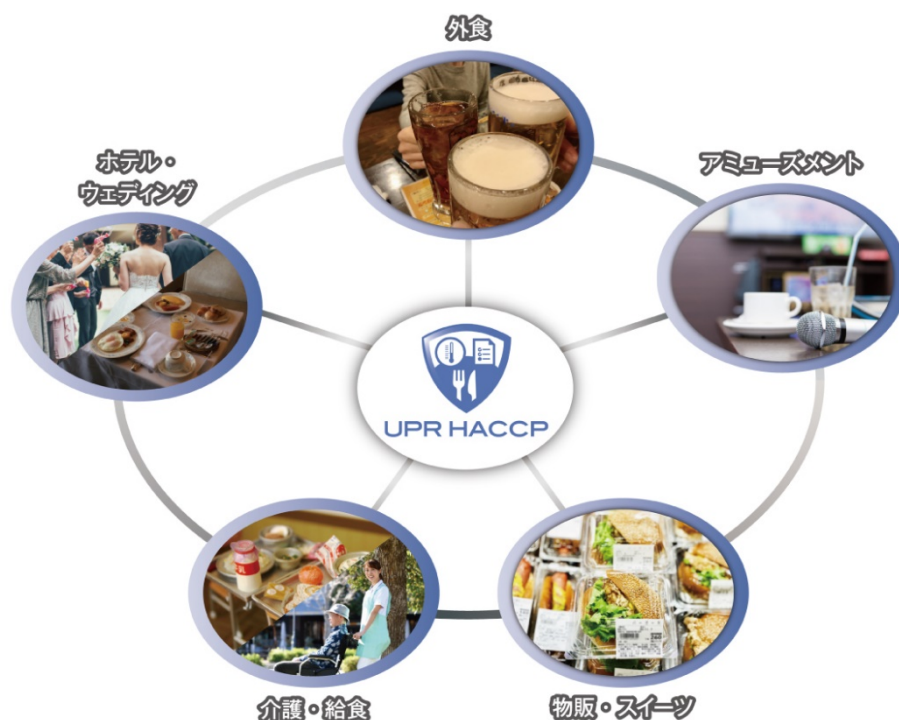 外食
ホテル・
ウェディング
アミューズメント
UPR HACCP
介護・給食
物販・スイーツ